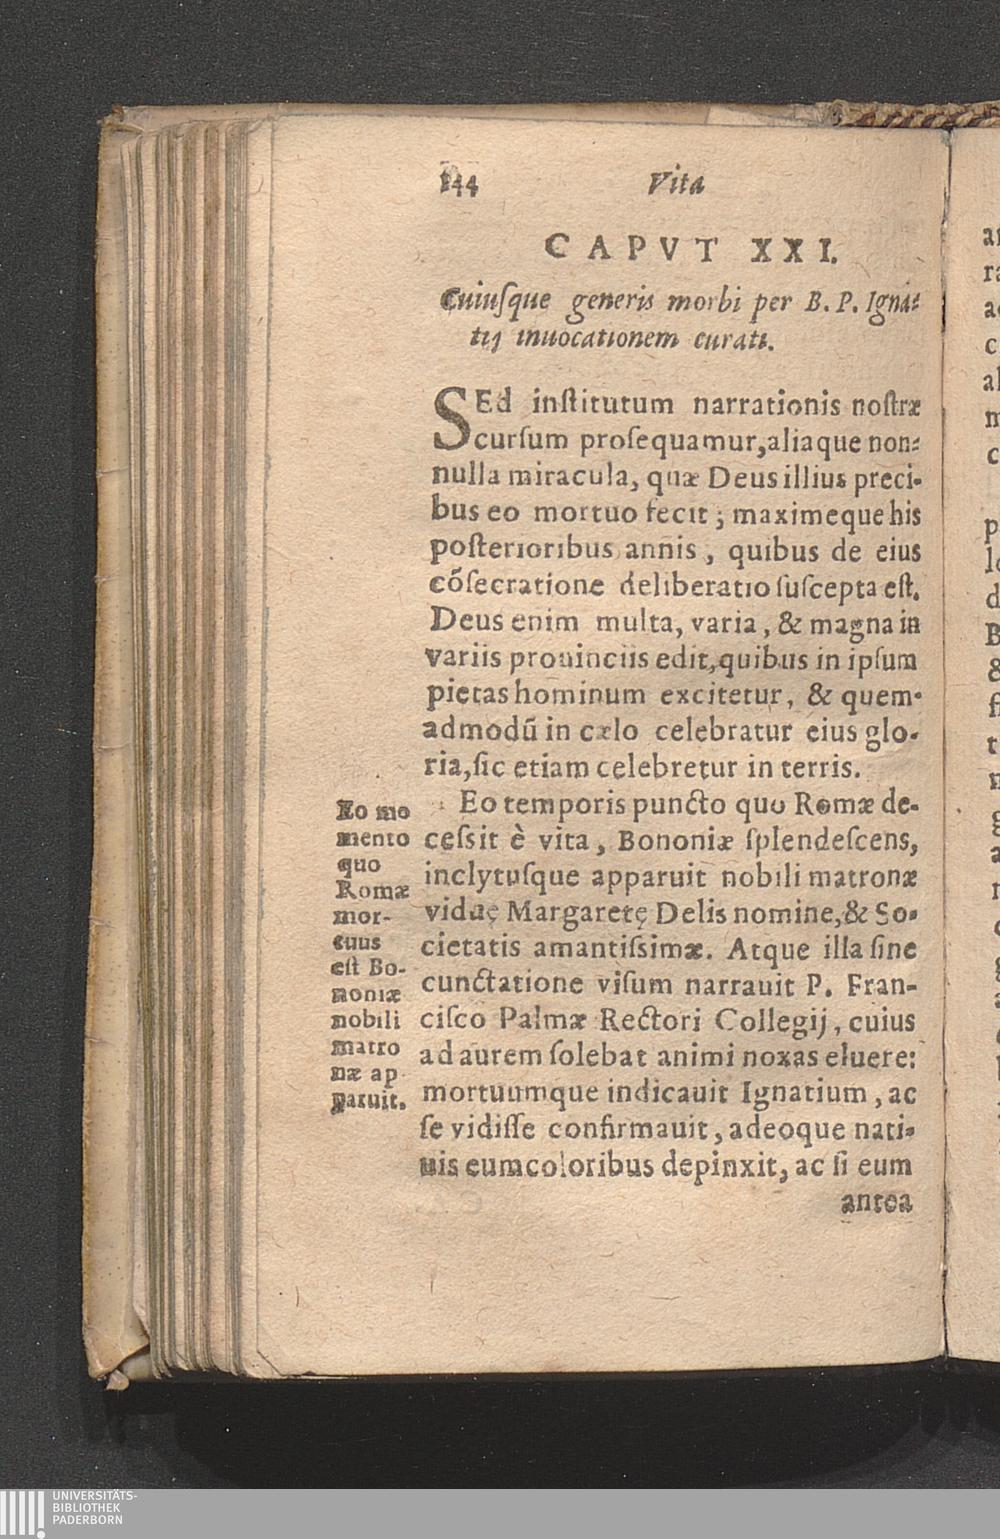 144 Vita
CAPVT XXI.
Cuiuſque generis morbi per B. P. Igna-
tij inuocationem curati.
SEd inſtitutum narrationis noſtræ
curſum proſequamur, aliaque non-
nulla miracula, quæ Deus illius preci-
bus eo mortuo fecit; maximeque his
poſterioribus annis, quibus de eius
cõſecratione deliberatio ſuſcepta eſt.
Deus enim multa, varia, & magna in
variis prouinciis edit, quibus in ipſum
pietas hominum excitetur, & quem-
admodũ in cælo celebratur eius glo-
ria, ſic etiam celebretur in terris.
Eo temporis puncto quo Romæ de-
ceſsit è vita, Bononiæ ſplendeſcens,
inclytuſque apparuit nobili matronæ
viduę Margaretę Delis nomine, & So-
cietatis amantiſsimæ. Atque illa ſine
cunctatione viſum narrauit P. Fran-
ciſco Palmæ Rectori Collegij, cuius
ad aurem ſolebat animi noxas eluere:
mortuumque indicauit Ignatium, ac
ſe vidiſſe confirmauit, adeoque nati-
uis eum coloribus depinxit, ac ſi eum
antea
Eo mo
mento
quo
Romæ
mor-
tuus
eſt Bo-
noniæ
nobili
matro
næ ap
paruit.
UNIVERSITÄTS-
BIBLIOTHEK
PADERBORN